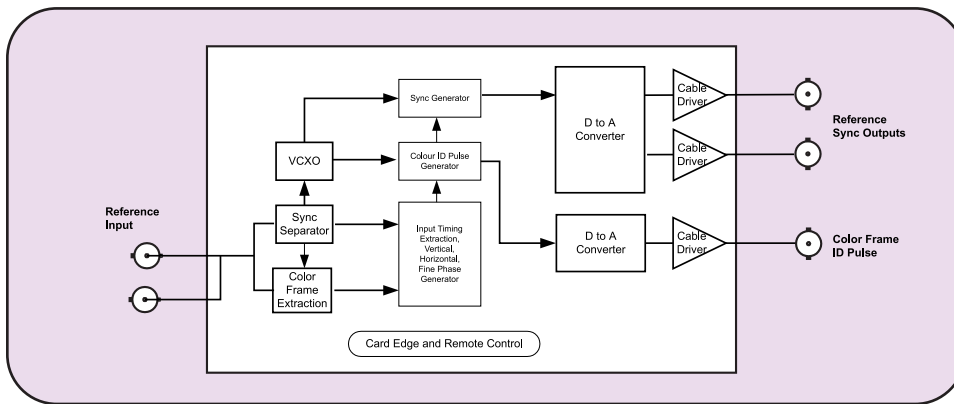 Reference
Input
VCXO
Sync
Separator
Color
Frame
Extraction
Sync Generator
Colour ID Pulse
Generator
Input Timing
Extraction,
Vertical,
Horizontal,
Fine Phase
Generator
D to A
Converter
D to A
Converter
Cable
Driver
Cable
Driver
Cable
Driver
Reference
Sync Outputs
Color Frame
ID Pulse
Card Edge and Remote Control